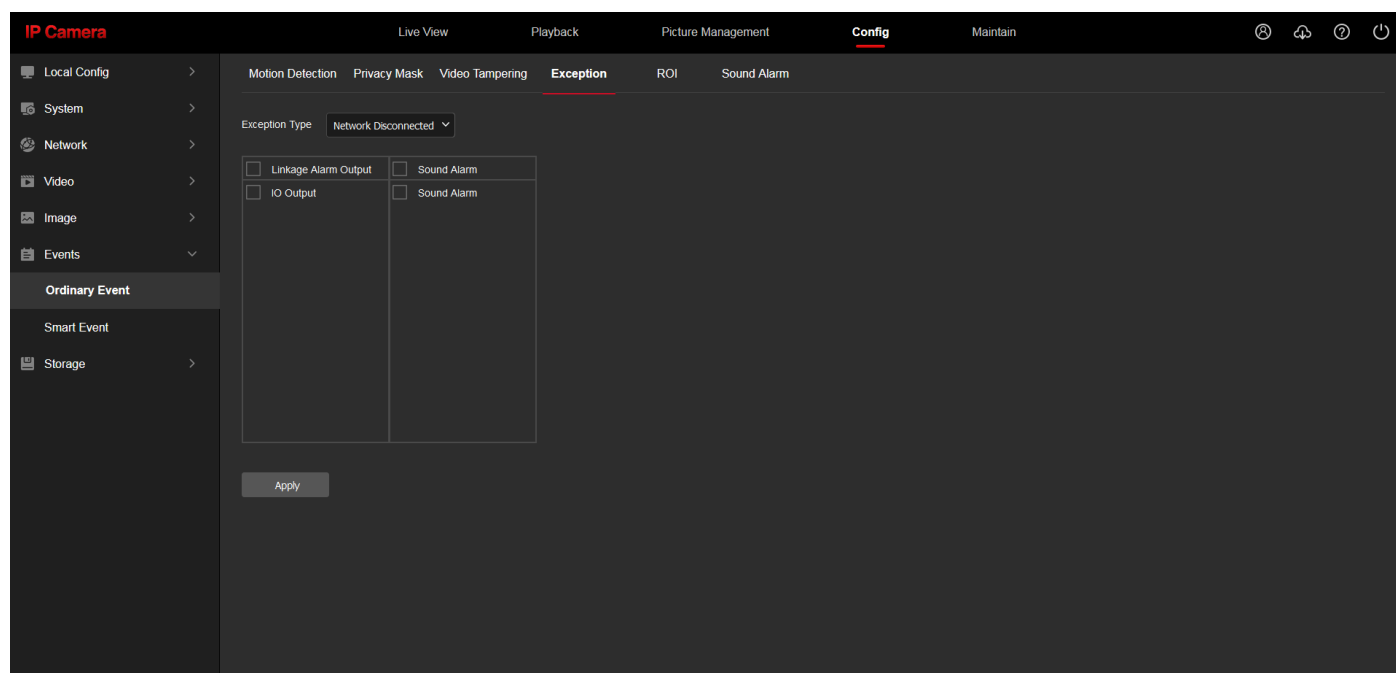 IP Camera Live View Playback Picture Management Config Maintain
Local Config
System
Network
Video
Image
Events
Ordinary Event
Smart Event
Storage
Motion Detection Privacy Mask Video Tampering Exception ROI Sound Alarm
Exception Type Network Disconnected
Linkage Alarm Output Sound Alarm
IO Output Sound Alarm
Apply